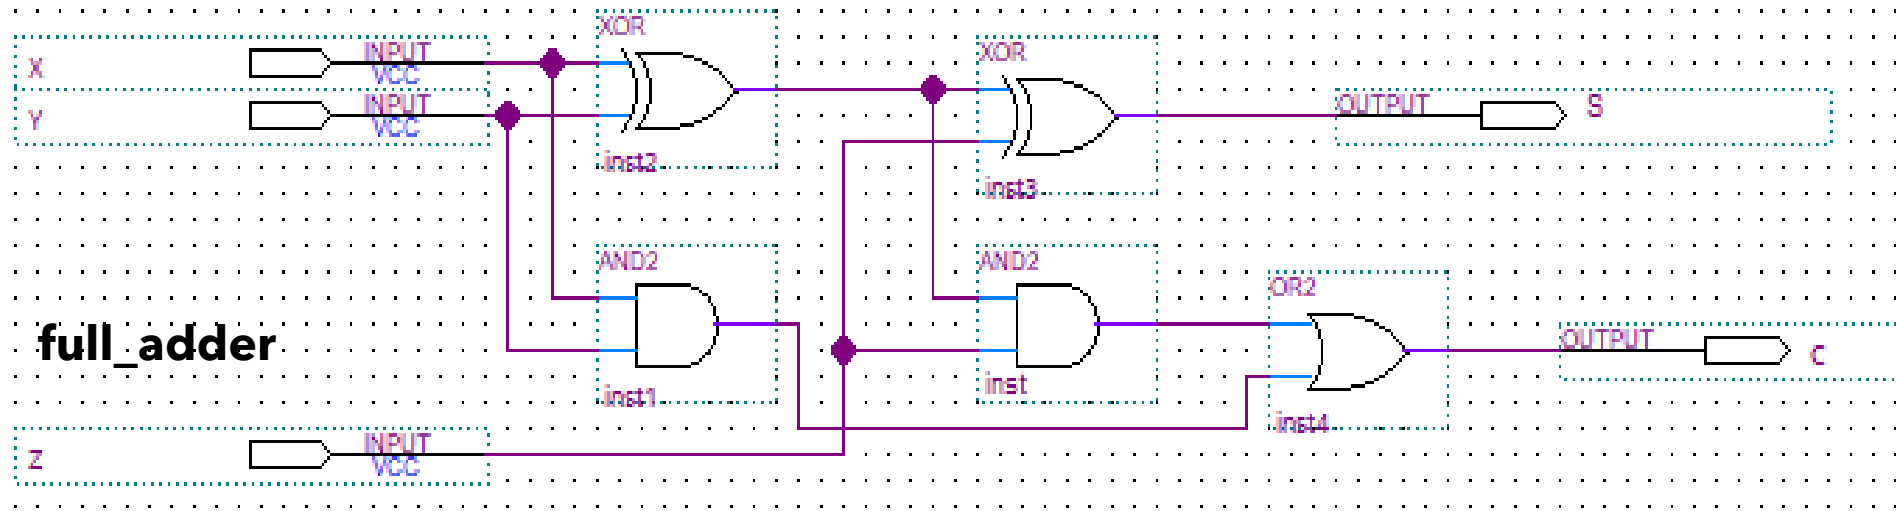 XOR
X INPUT
VCC
XOR
Y INPUT
VCC
OUTPUT S
inst2
inst3
AND2
AND2
OR2
full_adder
OUTPUT C
inst1
inst
inst4
Z INPUT
VCC